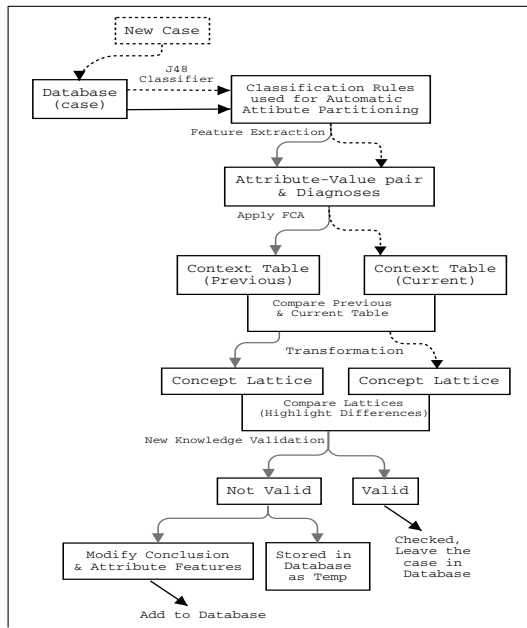 New Case
J48
Classifier
Database
(case)
Classification Rules
used for Automatic
Attibute Partitioning
Feature Extraction
Attribute-Value pair
& Diagnoses
Apply FCA
Context Table
(Previous)
Context Table
(Current)
Compare Previous
& Current Table
Transformation
Concept Lattice
Concept Lattice
Compare Lattices
(Highlight Differences)
New Knowledge Validation
Not Valid
Valid
Modify Conclusion
& Attribute Features
Stored in
Database
as Temp
Checked,
Leave the
case in
Database
Add to Database